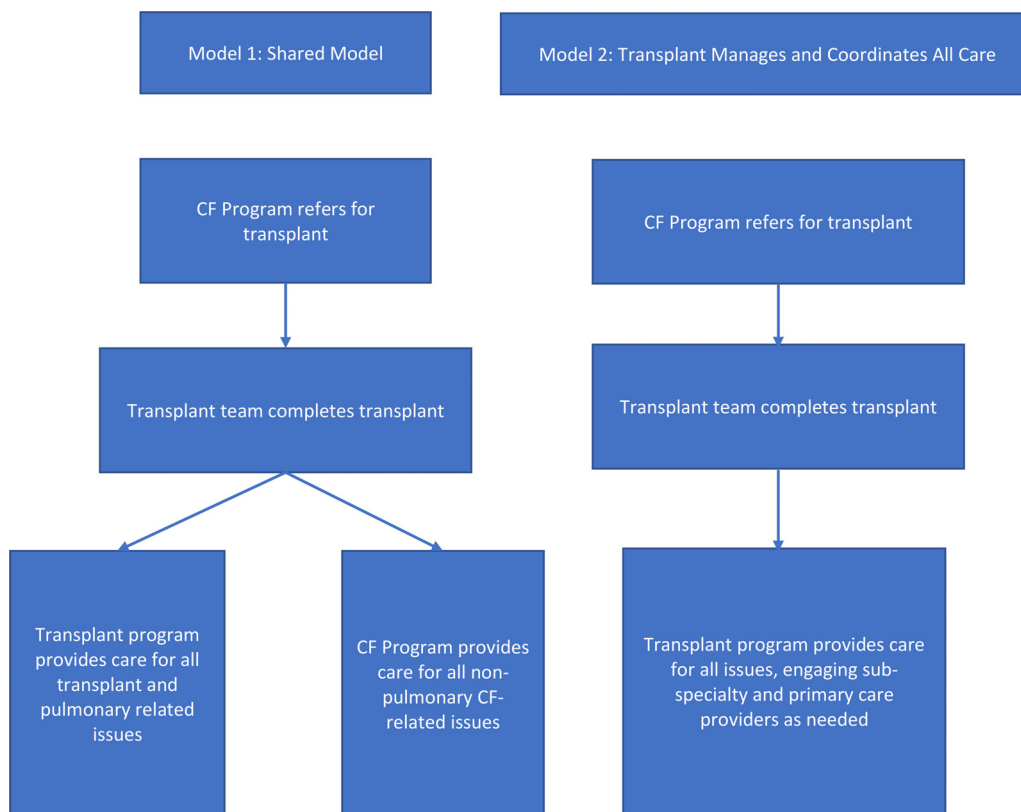 Model 1: Shared Model
Model 2: Transplant Manages and Coordinates All Care
CF Program refers for
transplant
CF Program refers for transplant
Transplant team completes transplant
Transplant team completes transplant
Transplant program
provides care for all
transplant and
pulmonary related
issues
CF Program provides
care for all non-
pulmonary CF-
related issues
Transplant program provides care
for all issues, engaging sub-
specialty and primary care
providers as needed